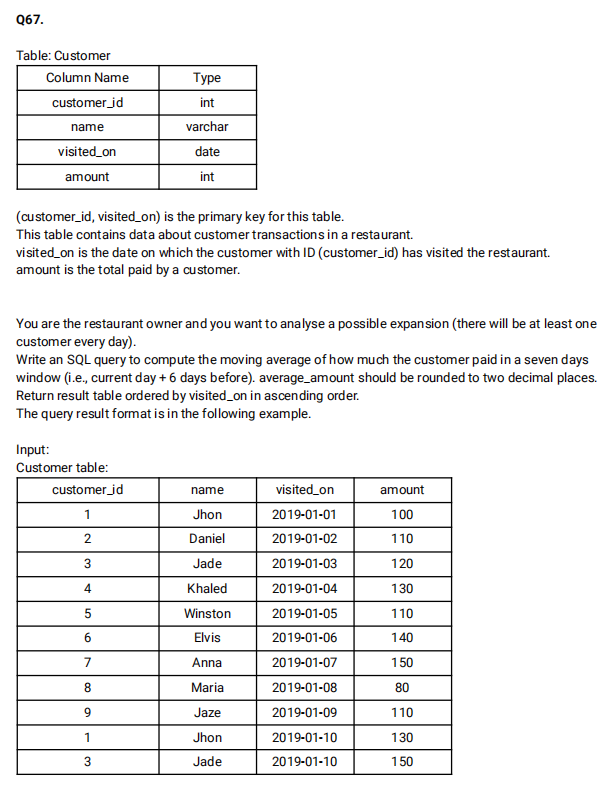 Q67.
Table: Customer
Column Name Type
customer_id int
name varchar
visited_on date
amount int
(customer_id, visited_on) is the primary key for this table.
This table contains data about customer transactions in a restaurant.
visited_on is the date on which the customer with ID (customer_id) has visited the restaurant.
amount is the total paid by a customer.
You are the restaurant owner and you want to analyse a possible expansion (there will be at least one
customer every day).
Write an SQL query to compute the moving average of how much the customer paid in a seven days
window (i.e., current day + 6 days before). average_amount should be rounded to two decimal places.
Return result table ordered by visited_on in ascending order.
The query result format is in the following example.
Input:
Customer table:
customer_id name visited_on amount
1 Jhon 2019-01-01 100
2 Daniel 2019-01-02 110
3 Jade 2019-01-03 120
4 Khaled 2019-01-04 130
5 Winston 2019-01-05 110
6 Elvis 2019-01-06 140
7 Anna 2019-01-07 150
8 Maria 2019-01-08 80
9 Jaze 2019-01-09 110
1 Jhon 2019-01-10 130
3 Jade 2019-01-10 150